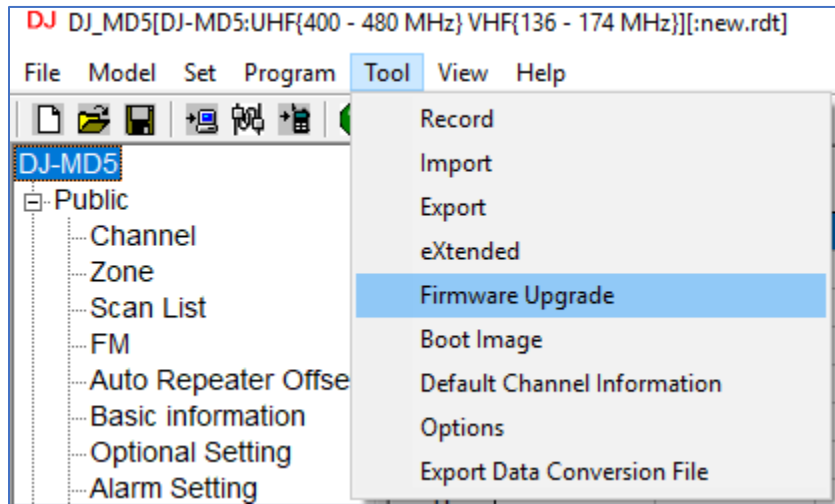 DJ DJ_MD5[DJ-MD5:UHF{400 - 480 MHz} VHF{136 - 174 MHz}][:new.rdt]
File Model Set Program Tool View Help
DJ-MD5
Public
Channel
Zone
Scan List
FM
Auto Repeater Offse
Basic information
Optional Setting
Alarm Setting
Record
Import
Export
eXtended
Firmware Upgrade
Boot Image
Default Channel Information
Options
Export Data Conversion File